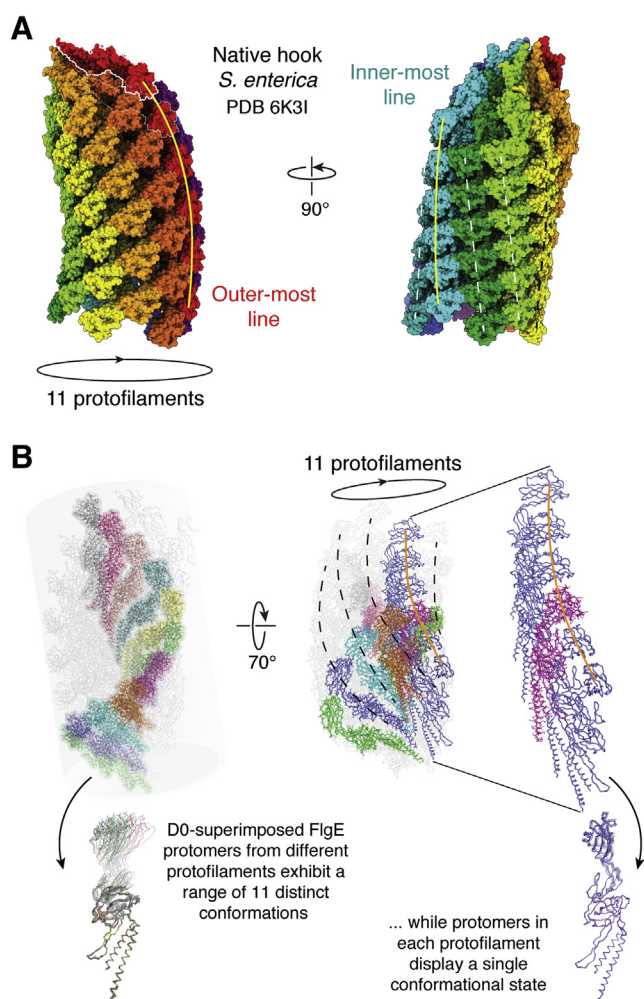 A
Native hook
S. enterica
PDB 6K3I
Inner-most
line
90°
Outer-most
line
11 protofilaments
B
11 protofilaments
70°
D0-superimposed FlgE
protomers from different
protofilaments exhibit a
range of 11 distinct
conformations
... while protomers in
each protofilament
display a single
conformational state